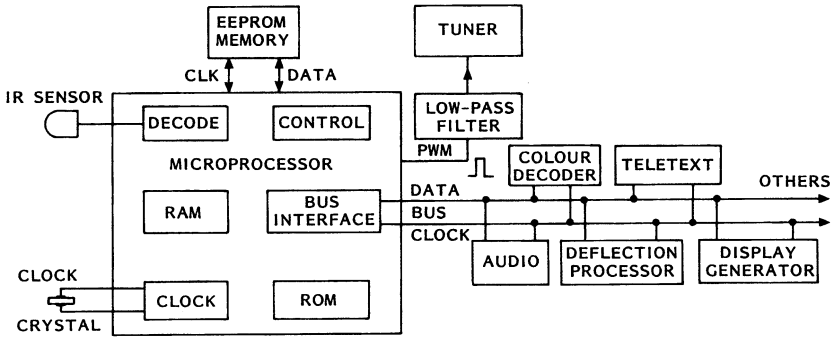 EEPROM
MEMORY
TUNER
CLK
DATA
IR SENSOR
DECODE
CONTROL
LOW-PASS
FILTER
PWM
MICROPROCESSOR
COLOUR
DECODER
TELETEXT
DATA
OTHERS
RAM
BUS
INTERFACE
BUS
CLOCK
AUDIO
DEFLECTION
PROCESSOR
DISPLAY
GENERATOR
CLOCK
CLOCK
ROM
CRYSTAL